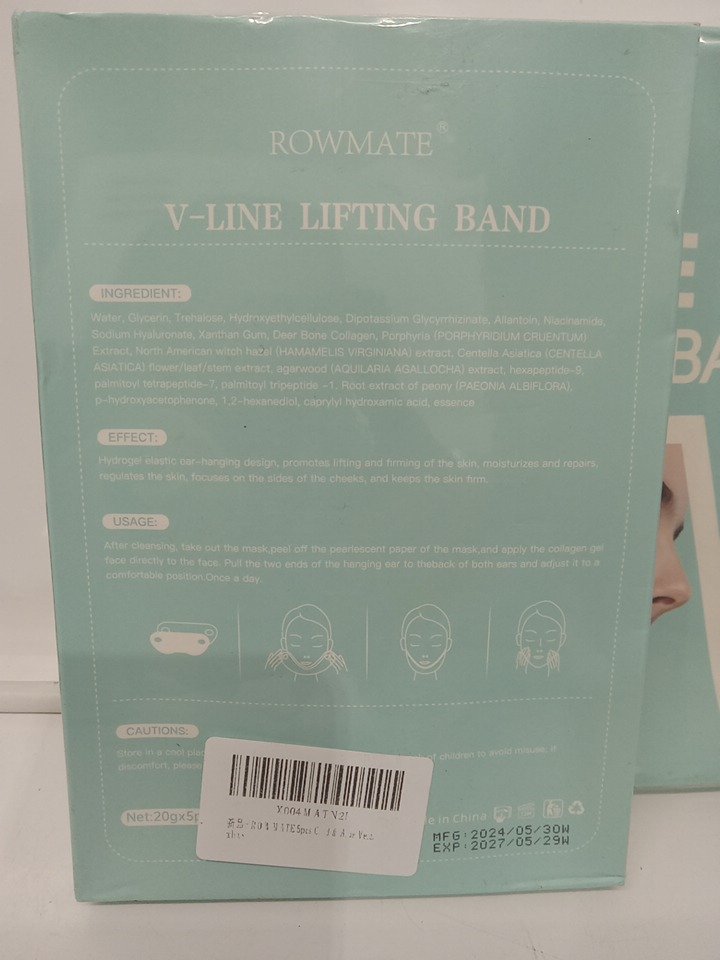 ROWMATE®
V-LINE LIFTING BAND
INGREDIENT:
Water, Glycerin, Trehalose, Hydrnxyethylcellulose, Dipotassium Glycyrrhizinate, Allantoin, Niacinamide,
Sodium Hyaluronate, Xanthan Gum, Dear Bone Collagen, Porphyria (PORPHYRIDIUM CRUENTUM)
Extract, North American witch hazel (HAMAMELIS VIRGINIANA) extract, Centella Asiatica (CENTELLA
ASIATICA) flower/leaf/stem extract, agarwood (AQUILARIA AGALLOCHA) extract, hexapeptide-9,
palmitoyl tetrapeptide-7, palmitoyl tripeptide -1. Root extract of peony (PAEONIA ALBIFLORA),
p-hydroxyacetophenone, 1,2-hexanediol, caprylyl hydroxamic acid, essence
EFFECT:
Hydrogel elastic ear-hanging design, promotes lifting and firming of the skin, moisturizes and repairs,
regulates the skin, focuses on the sides of the cheeks, and keeps the skin firm.
USAGE:
After cleansing, take out the mask,peel off the pearlescent paper of the mask,and apply the collagen gel
face directly to the face. Pull the two ends of the hanging ear to theback of both ears and adjust it to a
comfortable position.Once a day.
CAUTIONS:
Store in a cool of children to avoid misuse; if
discomfort, please
Net:20g×5p
in China
MFG:2024/05/30W
EXP:2027/05/29W
X004MATN2
E
BA